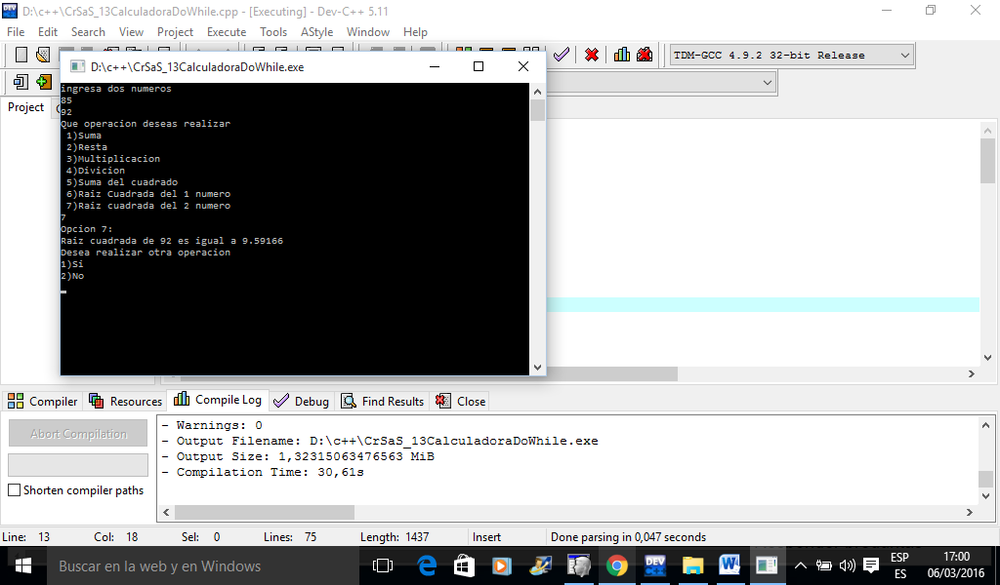 D:\c++\CrSaS_13CalculadoraDoWhile.cpp - [Executing] - Dev-C++ 5.11
File Edit Search View Project Execute Tools AStyle Window Help
TDM-GCC 4.9.2 32-bit Release
D:\c++\CrSaS_13CalculadoraDoWhile.exe
Project
ingresa dos numeros
85
92
Que operacion deseas realizar
1)Suma
2)Resta
3)Multiplicacion
4)Divicion
5)Suma del cuadrado
6)Raiz Cuadrada del 1 numero
7)Raiz cuadrada del 2 numero
7
Opcion 7:
Raiz cuadrada de 92 es igual a 9.59166
Desea realizar otra operacion
1)Si
2)No
Compiler Resources Compile Log Debug Find Results Close
Abort Compilation
Shorten compiler paths
- Warnings: 0
- Output Filename: D:\c++\CrSaS_13CalculadoraDoWhile.exe
- Output Size: 1,32315063476563 MiB
- Compilation Time: 30,61s
Line: 13 Col: 18 Sel: 0 Lines: 75 Length: 1437 Insert Done parsing in 0,047 seconds
Buscar en la web y en Windows
ESP
ES
17:00
06/03/2016